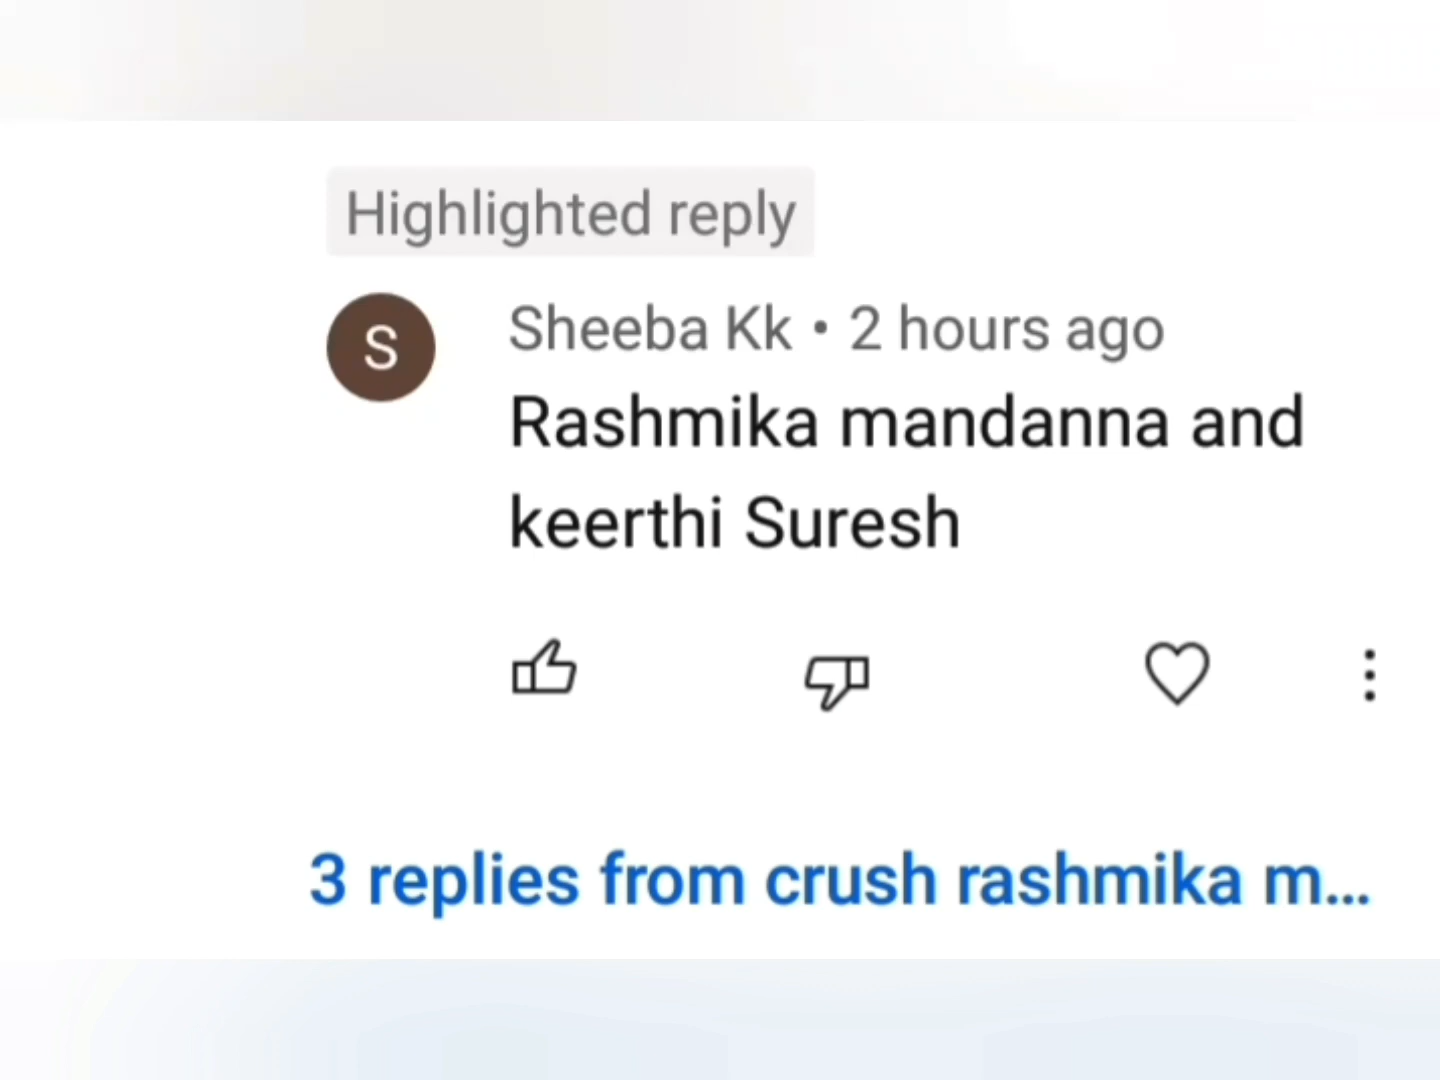 Highlighted reply
S
Sheeba Kk • 2 hours ago
Rashmika mandanna and
keerthi Suresh
3 replies from crush rashmika m...